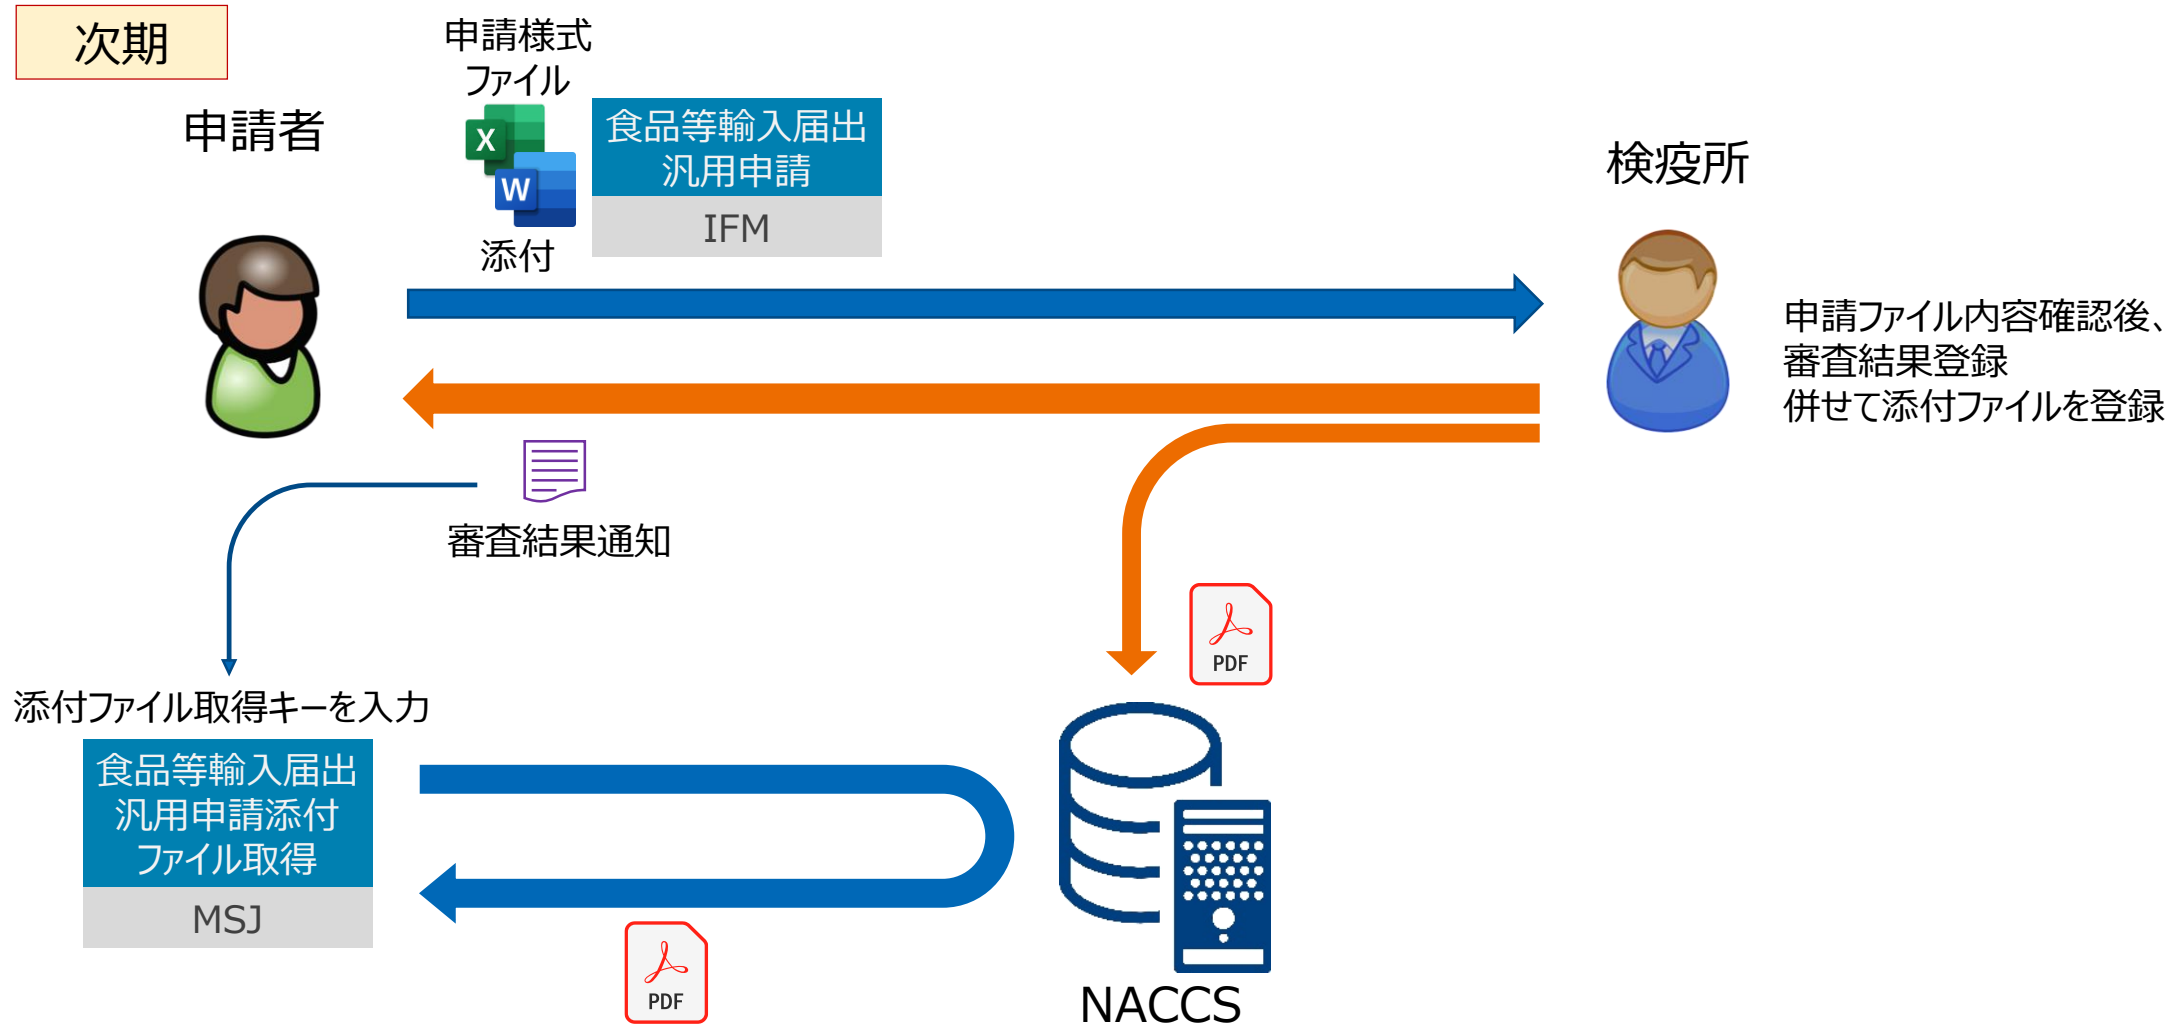 次期
申請者
申請様式
ファイル
X
W
添付
食品等輸入届出
汎用申請
IFM
検疫所
申請ファイル内容確認後、
審査結果登録
併せて添付ファイルを登録
審査結果通知
PDF
添付ファイル取得キーを入力
食品等輸入届出
汎用申請添付
ファイル取得
MSJ
PDF
NACCS